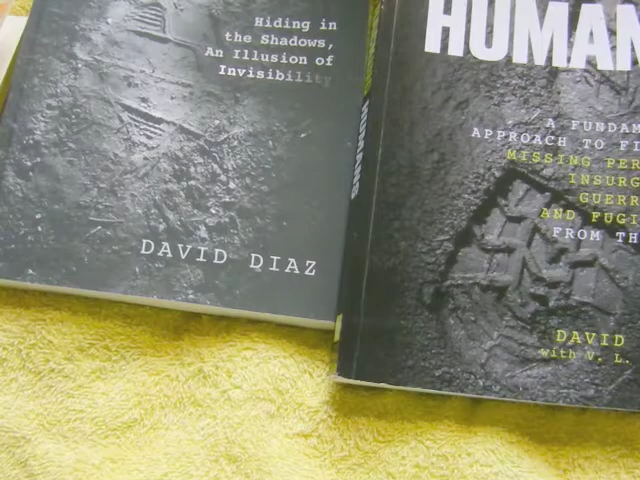 Hiding in
the Shadows,
An Illusion of
Invisibility
DAVID DIAZ
HUMAN
A FUNDAM
APPROACH TO FI
MISSING PER
INSURG
GUERR
AND FUGI
FROM TH
DAVID
with V. L.
HUMANS